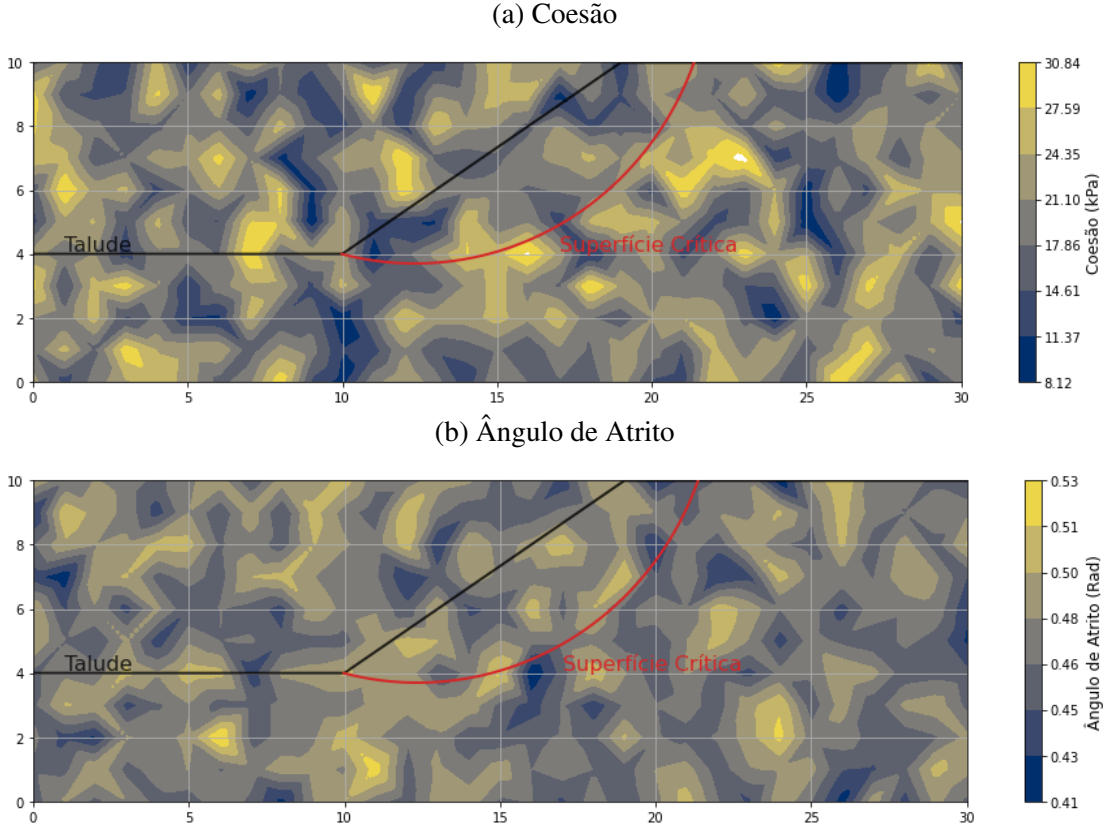 (a) Coesão
10
8
6
4
2
0
0 5 10 15 20 25 30
Talude
Superfície Crítica
30.84
27.59
24.35
21.10
17.86
14.61
11.37
8.12
Coesão (kPa)
(b) Ângulo de Atrito
10
8
6
4
2
0
0 5 10 15 20 25 30
Talude
Superfície Crítica
0.53
0.51
0.50
0.48
0.46
0.45
0.43
0.41
Ângulo de Atrito (Rad)